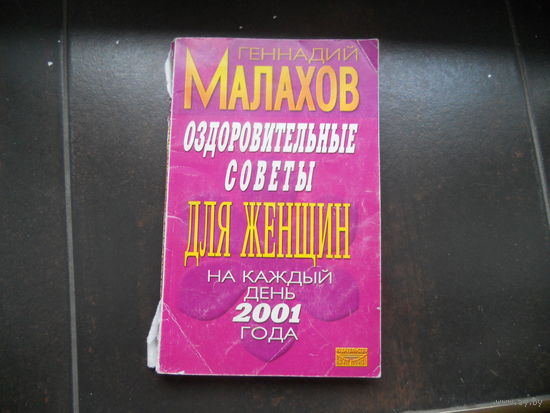 ГЕННАДИЙ
МАЛАХОВ
ОЗДОРОВИТЕЛЬНЫЕ
СОВЕТЫ
ДЛЯ ЖЕНЩИН
НА КАЖДЫЙ
ДЕНЬ
2001
ГОДА